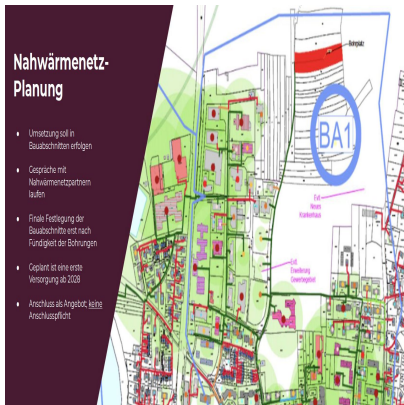 Nahwärmenetz-
Planung
Umsetzung soll in
Bauabschnitten erfolgen
Gespräche mit
Nahwärmenetzpartnern
laufen
Finale Festlegung der
Bauabschnitte erst nach
Fündigkeit der Bohrungen
Geplant ist eine erste
Versorgung ab 2028
Anschluss als Angebot; keine
Anschlusspflicht
Bohrplatz
BA1
Evtl.
Neues
Krankenhaus
Evtl.
Erweiterung
Gewerbegebiet